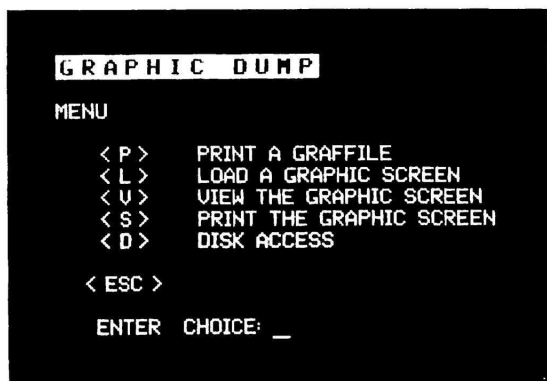 GRAPHIC DUMP
MENU
<P> PRINT A GRAFFILE
<L> LOAD A GRAPHIC SCREEN
<V> VIEW THE GRAPHIC SCREEN
<S> PRINT THE GRAPHIC SCREEN
<D> DISK ACCESS
<ESC>
ENTER CHOICE: _